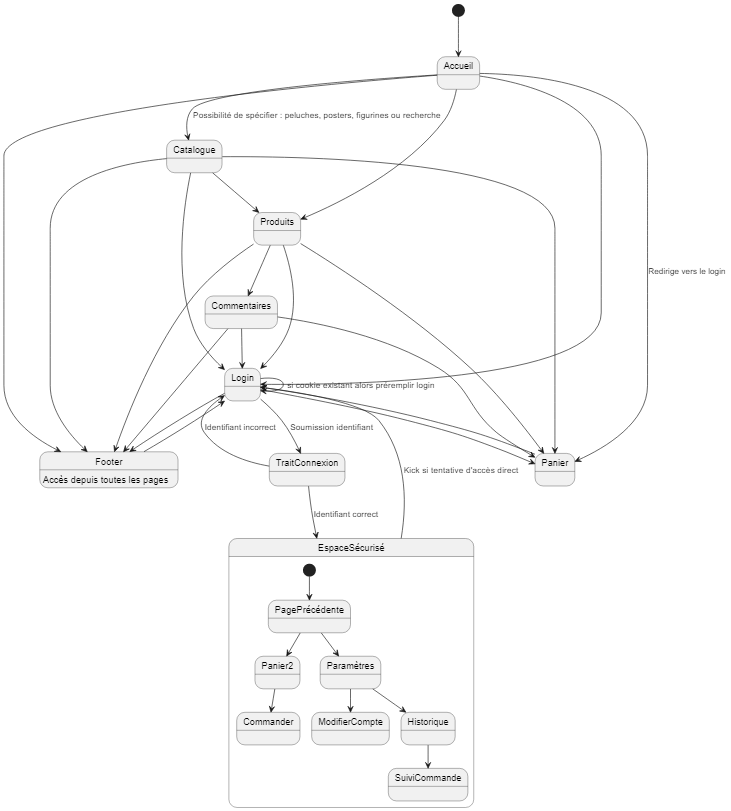 Accueil
Possibilité de spécifier : peluches, posters, figurines ou recherche
Catalogue
Produits
Redirige vers le login
Commentaires
Login
si cookie existant alors préremplir login
Identifiant incorrect
Soumission identifiant
Footer
Accès depuis toutes les pages
TraitConnexion
Kick si tentative d'accès direct
Panier
Identifiant correct
EspaceSécurisé
PagePrécédente
Panier2
Paramètres
Commander
ModifierCompte
Historique
SuiviCommande